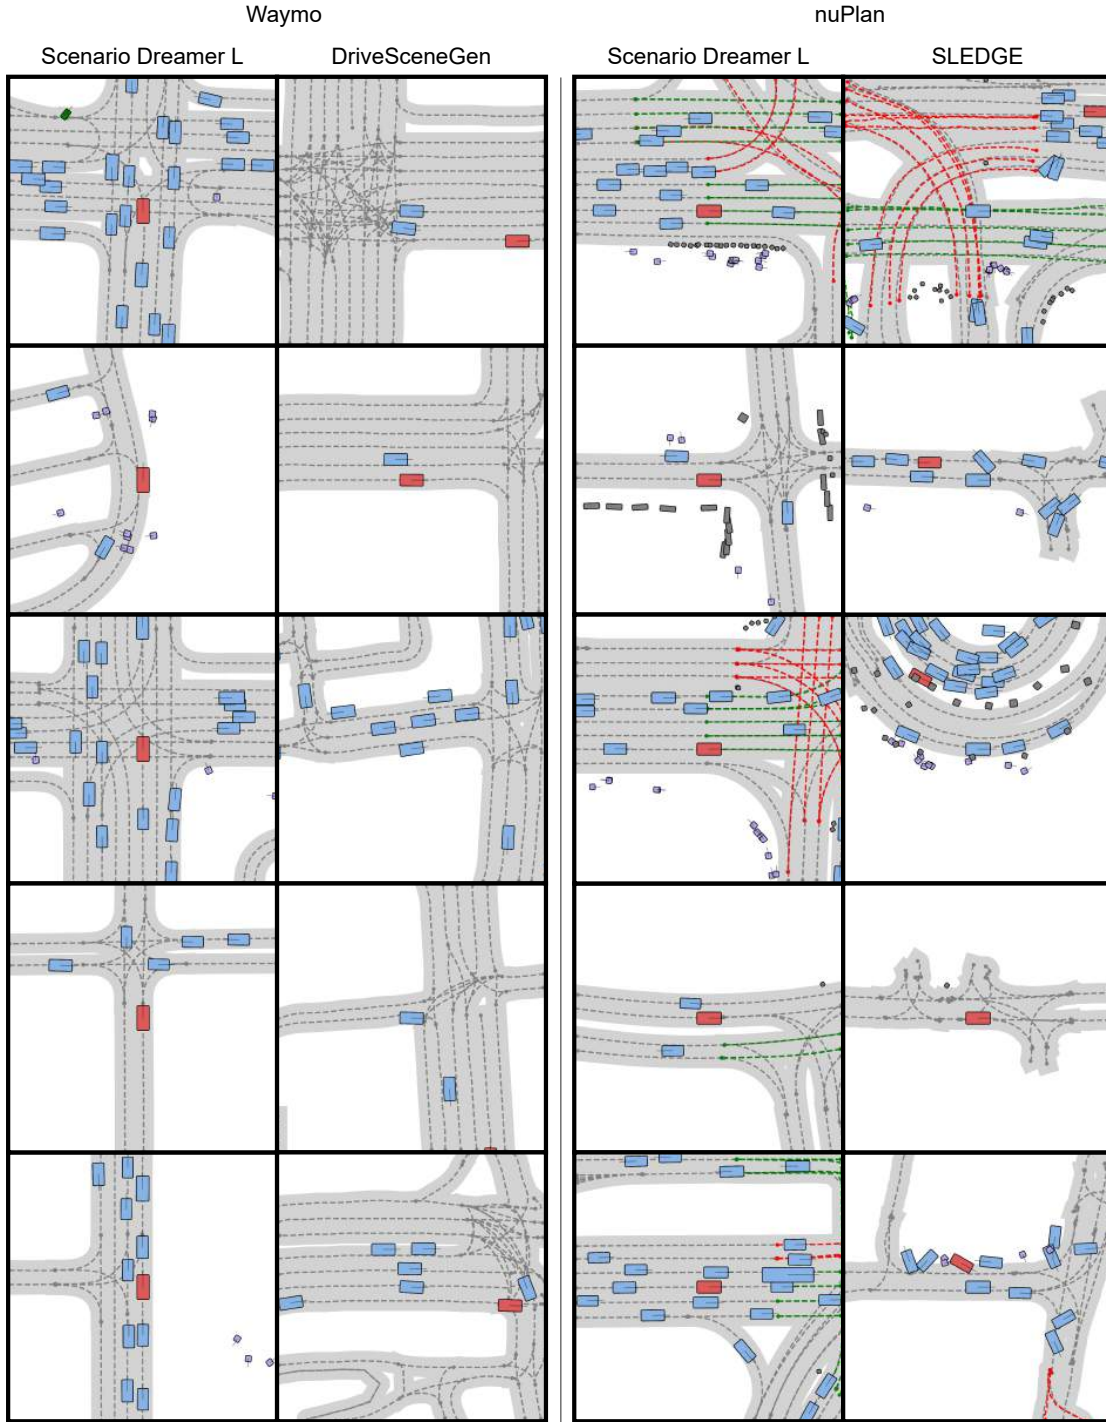 Waymo
nuPlan
Scenario Dreamer L
DriveSceneGen
Scenario Dreamer L
SLEDGE